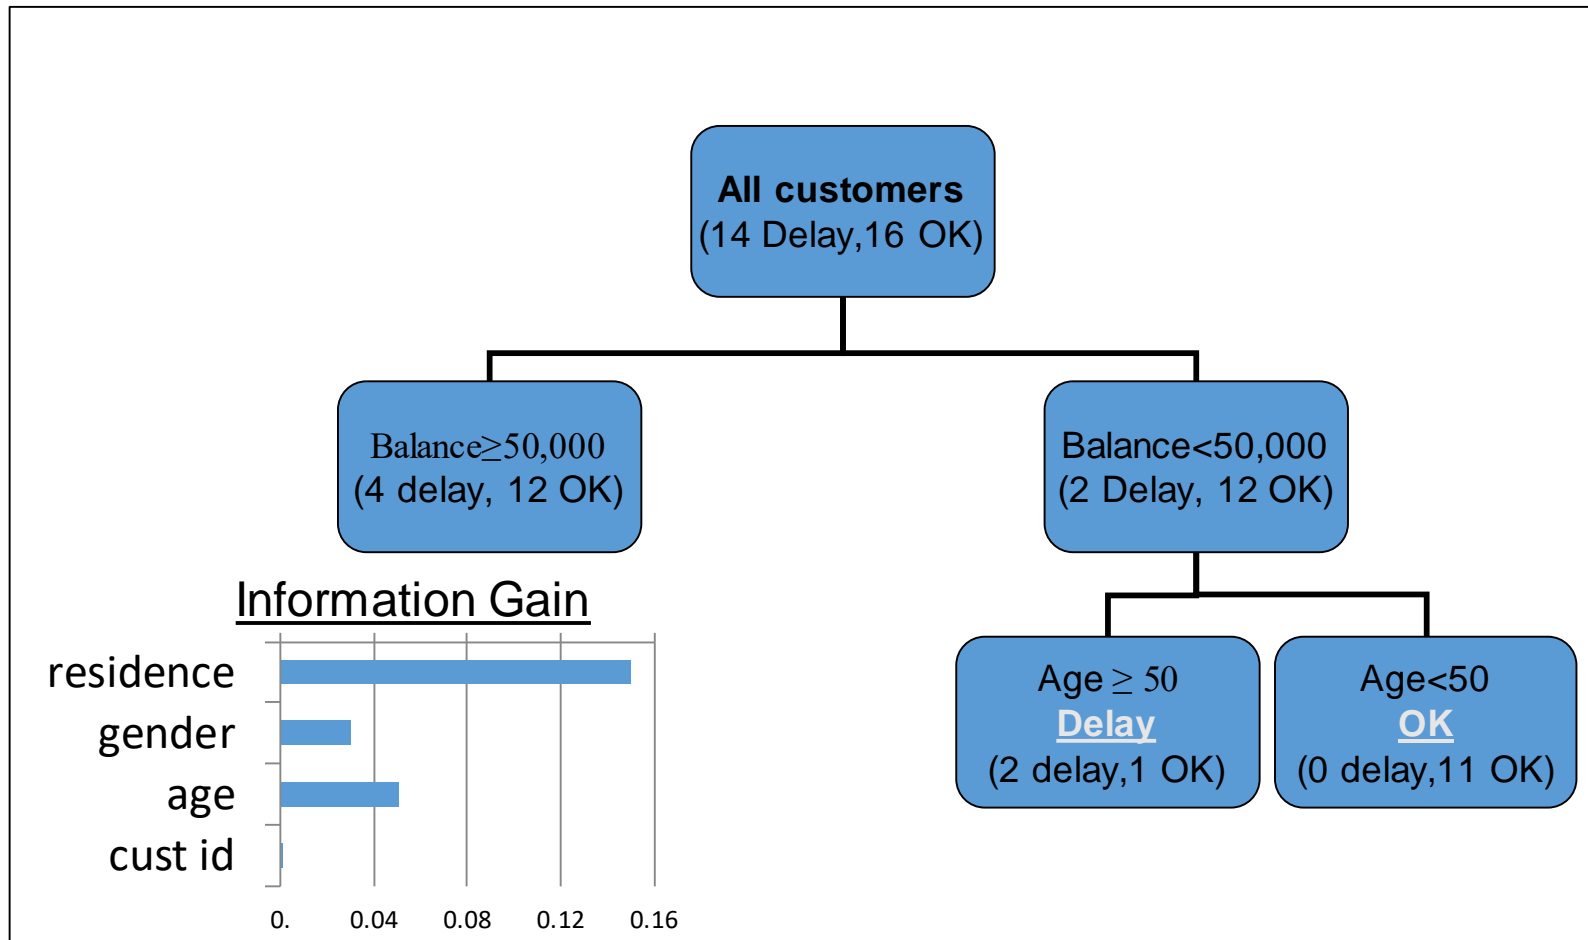 All customers
(14 Delay,16 OK)
Balance≥50,000
(4 delay, 12 OK)
Balance<50,000
(2 Delay, 12 OK)
Information Gain
residence
gender
age
cust id
0.
0.04
0.08
0.12
0.16
Age ≥ 50
Delay
(2 delay,1 OK)
Age<50
OK
(0 delay,11 OK)